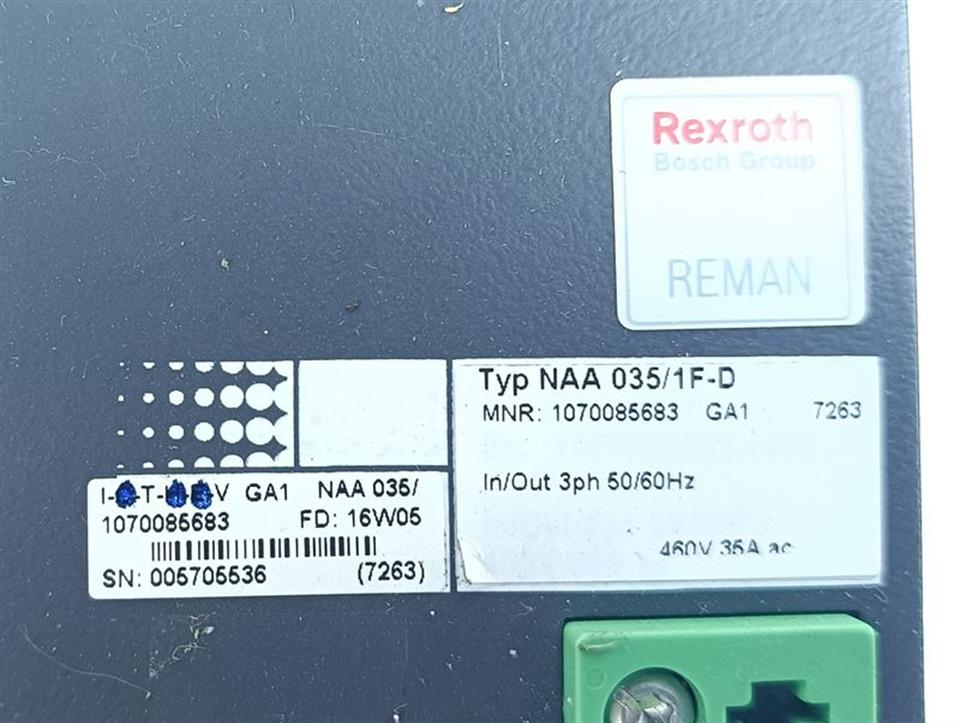 Rexroth
Bosch Group
REMAN
Typ NAA 035/1F-D
MNR: 1070085683 GA1 7263
In/Out 3ph 50/60Hz
460V 35A ac
I- -T- - -V GA1 NAA 035/
1070085683 FD: 16W05
SN: 005705536 (7263)